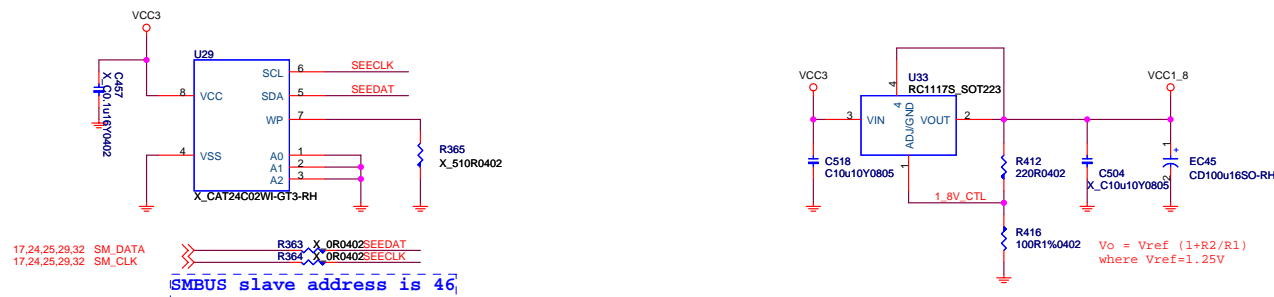 VCC3
U29
C457
X_C0.1u16Y0402
8 VCC
4 VSS
SCL 6 SEECLK
SDA 5 SEEDAT
WP 7
A0 1
A1 2
A2 3
X_CAT24C02WI-GT3-RH
R365
X_510R0402
17,24,25,29,32 SM_DATA
R363 X_0R0402 SEEDAT
17,24,25,29,32 SM_CLK
R364 X_0R0402 SEECLK
SMBUS slave address is 46
VCC3
U33
RC1117S_SOT223
4
4
3 VIN
VOUT 2
ADJ/GND
1
C518
C10u10Y0805
1_8V_CTL
R412
220R0402
R416
100R1%0402
C504
X_C10u10Y0805
VCC1_8
1
+
2
EC45
CD100u16SO-RH
Vo = Vref (1+R2/R1)
where Vref=1.25V